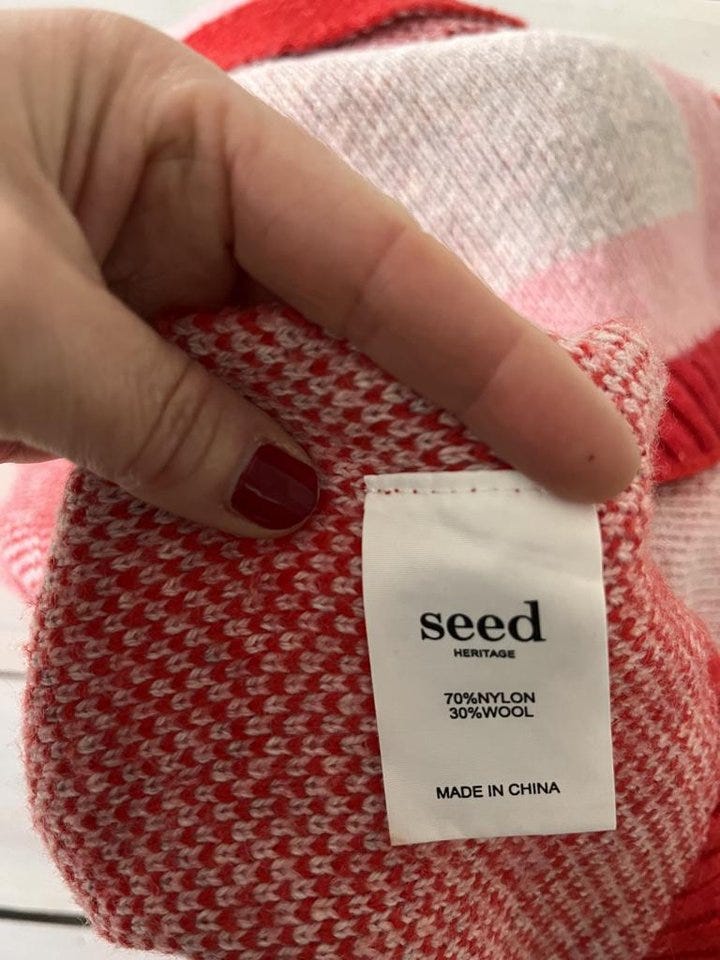 seed
HERITAGE
70%NYLON
30%WOOL
MADE IN CHINA